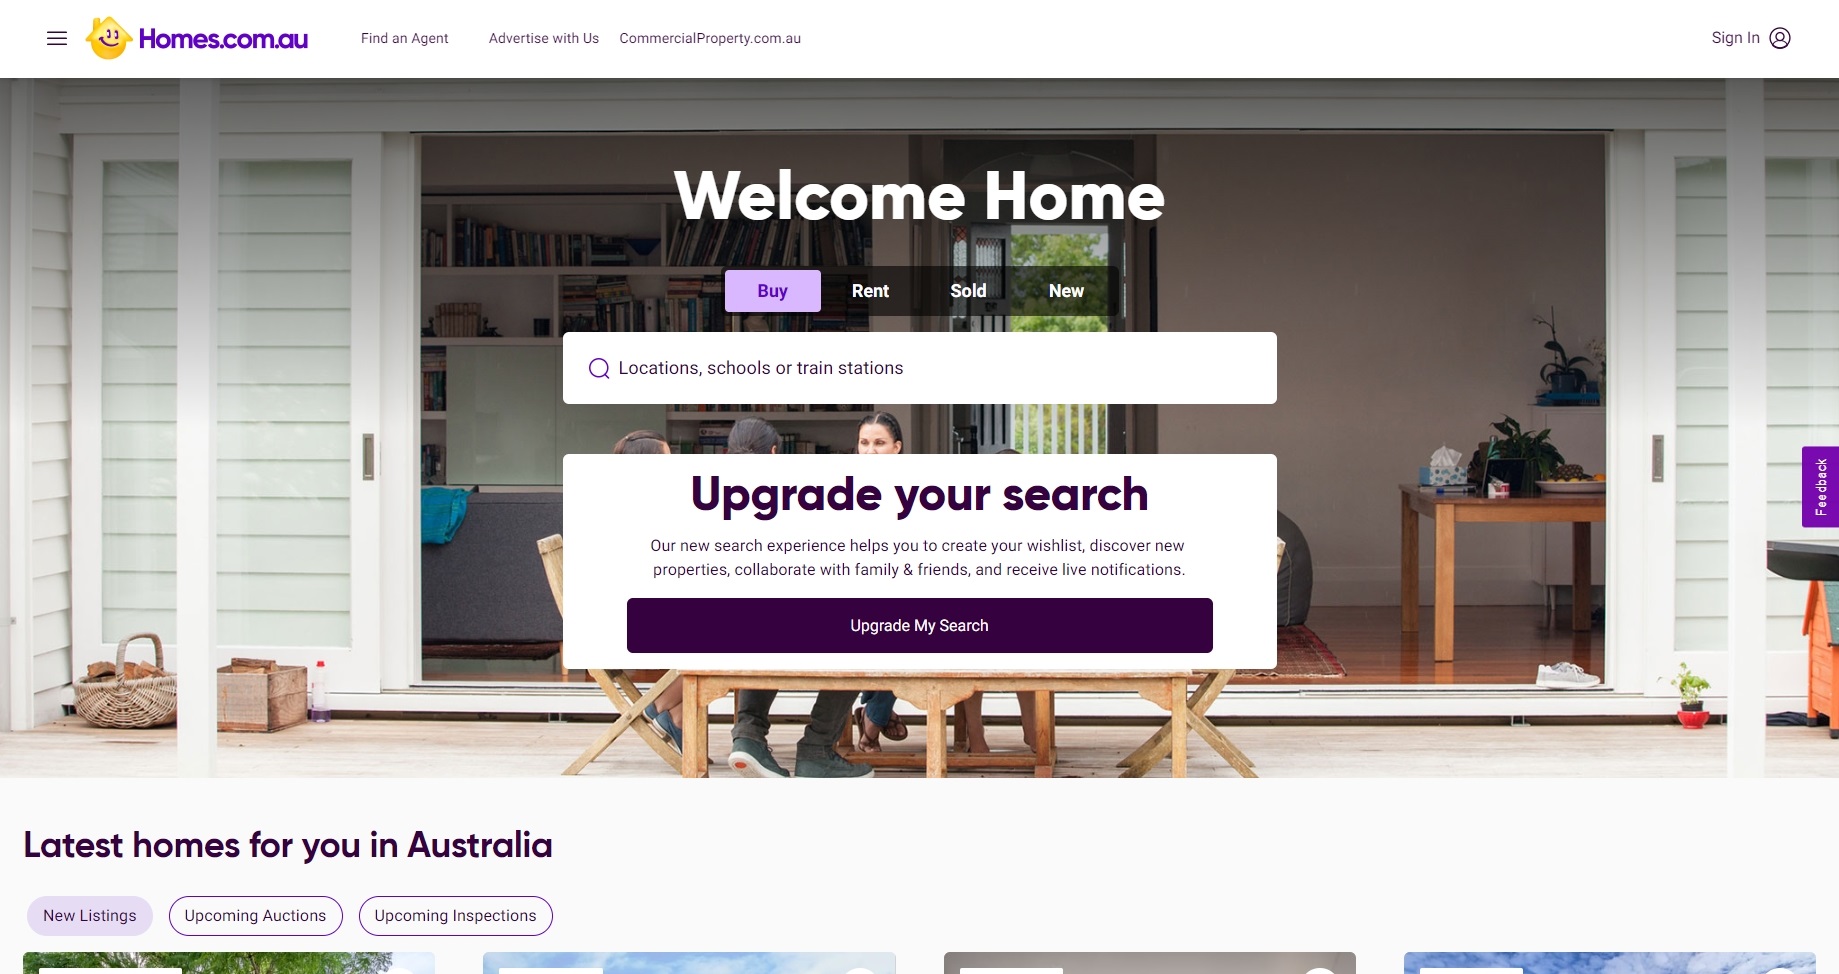 Homes.com.au
Find an Agent
Advertise with Us
CommercialProperty.com.au
Sign In
Welcome Home
Buy
Rent
Sold
New
Locations, schools or train stations
Upgrade your search
Our new search experience helps you to create your wishlist, discover new
properties, collaborate with family & friends, and receive live notifications.
Upgrade My Search
Feedback
Latest homes for you in Australia
New Listings
Upcoming Auctions
Upcoming Inspections